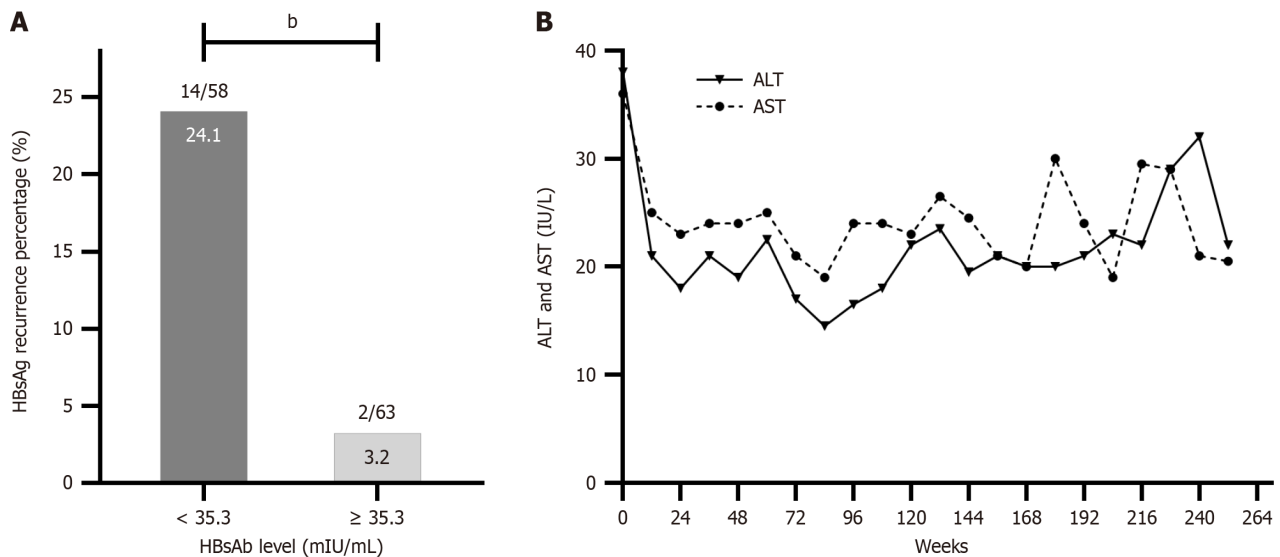 A
b
HBsAg recurrence percentage (%)
25
20
15
10
5
0
14/58
24.1
2/63
3.2
< 35.3
≥ 35.3
HBsAb level (mIU/mL)
B
ALT and AST (IU/L)
40
30
20
10
0
ALT
AST
0 24 48 72 96 120 144 168 192 216 240 264
Weeks